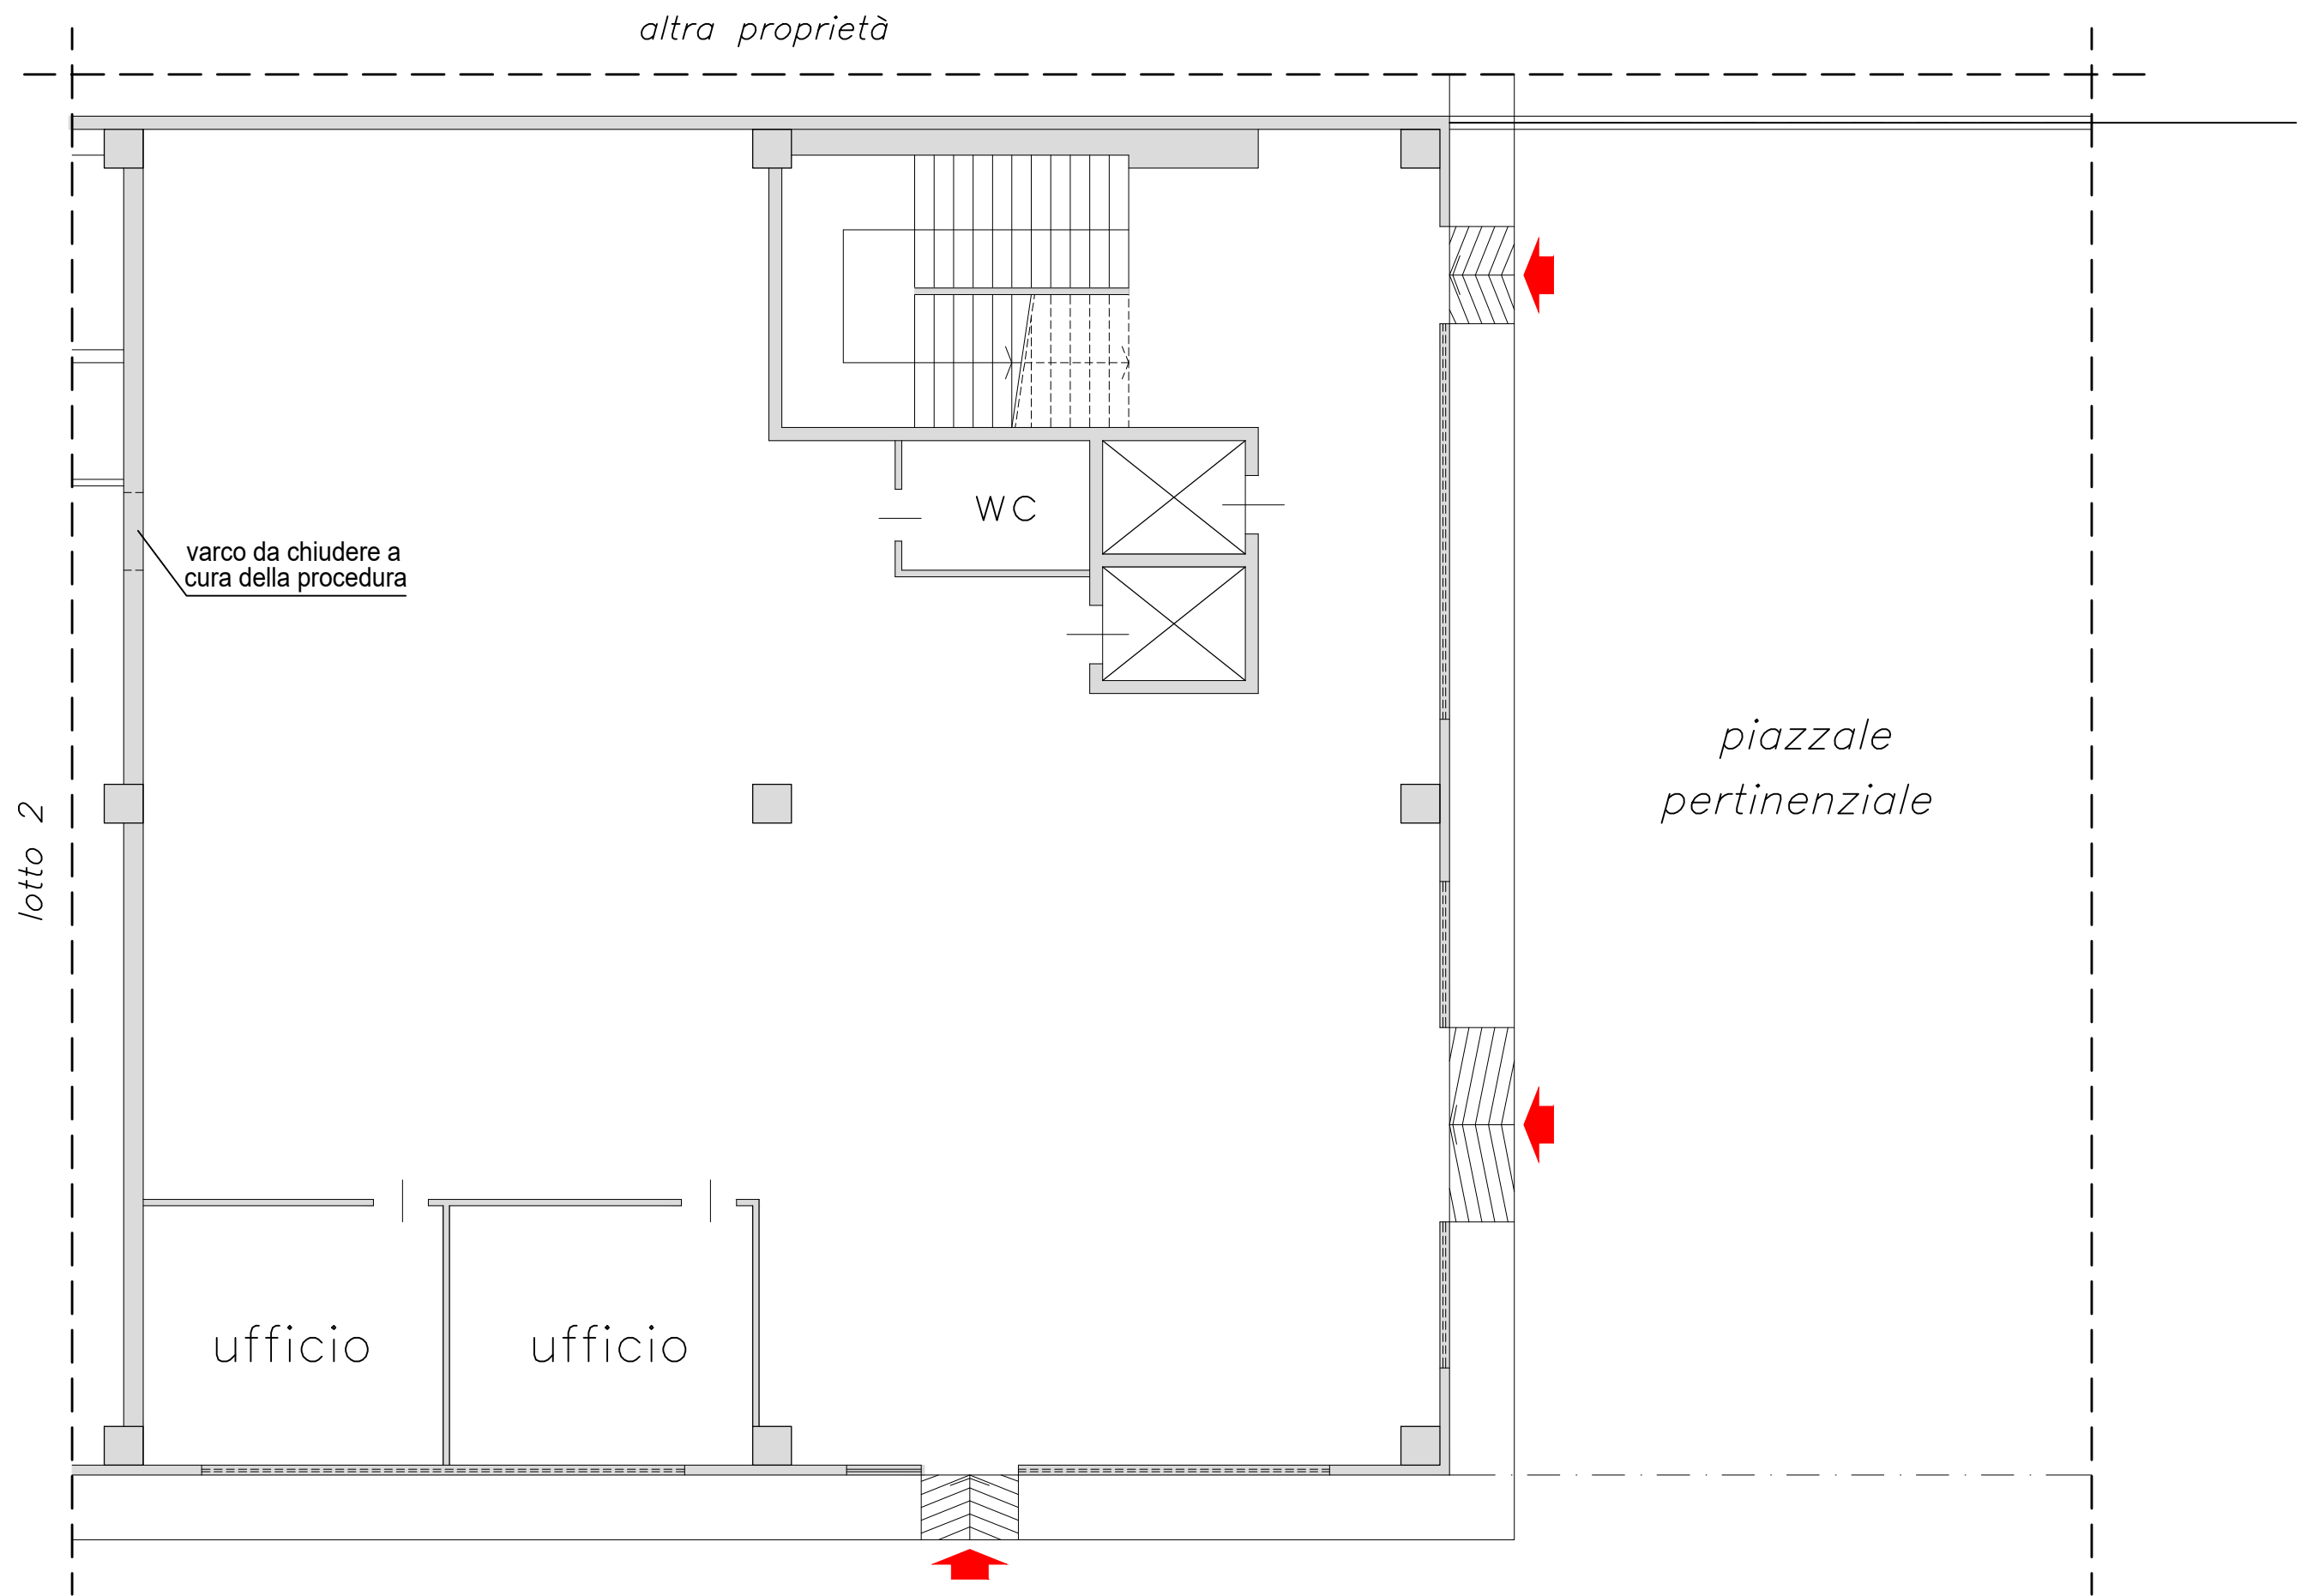 altra proprietà
WC
varco da chiudere a
cura della procedura
piazzale
pertinenziale
lotto 2
ufficio
ufficio